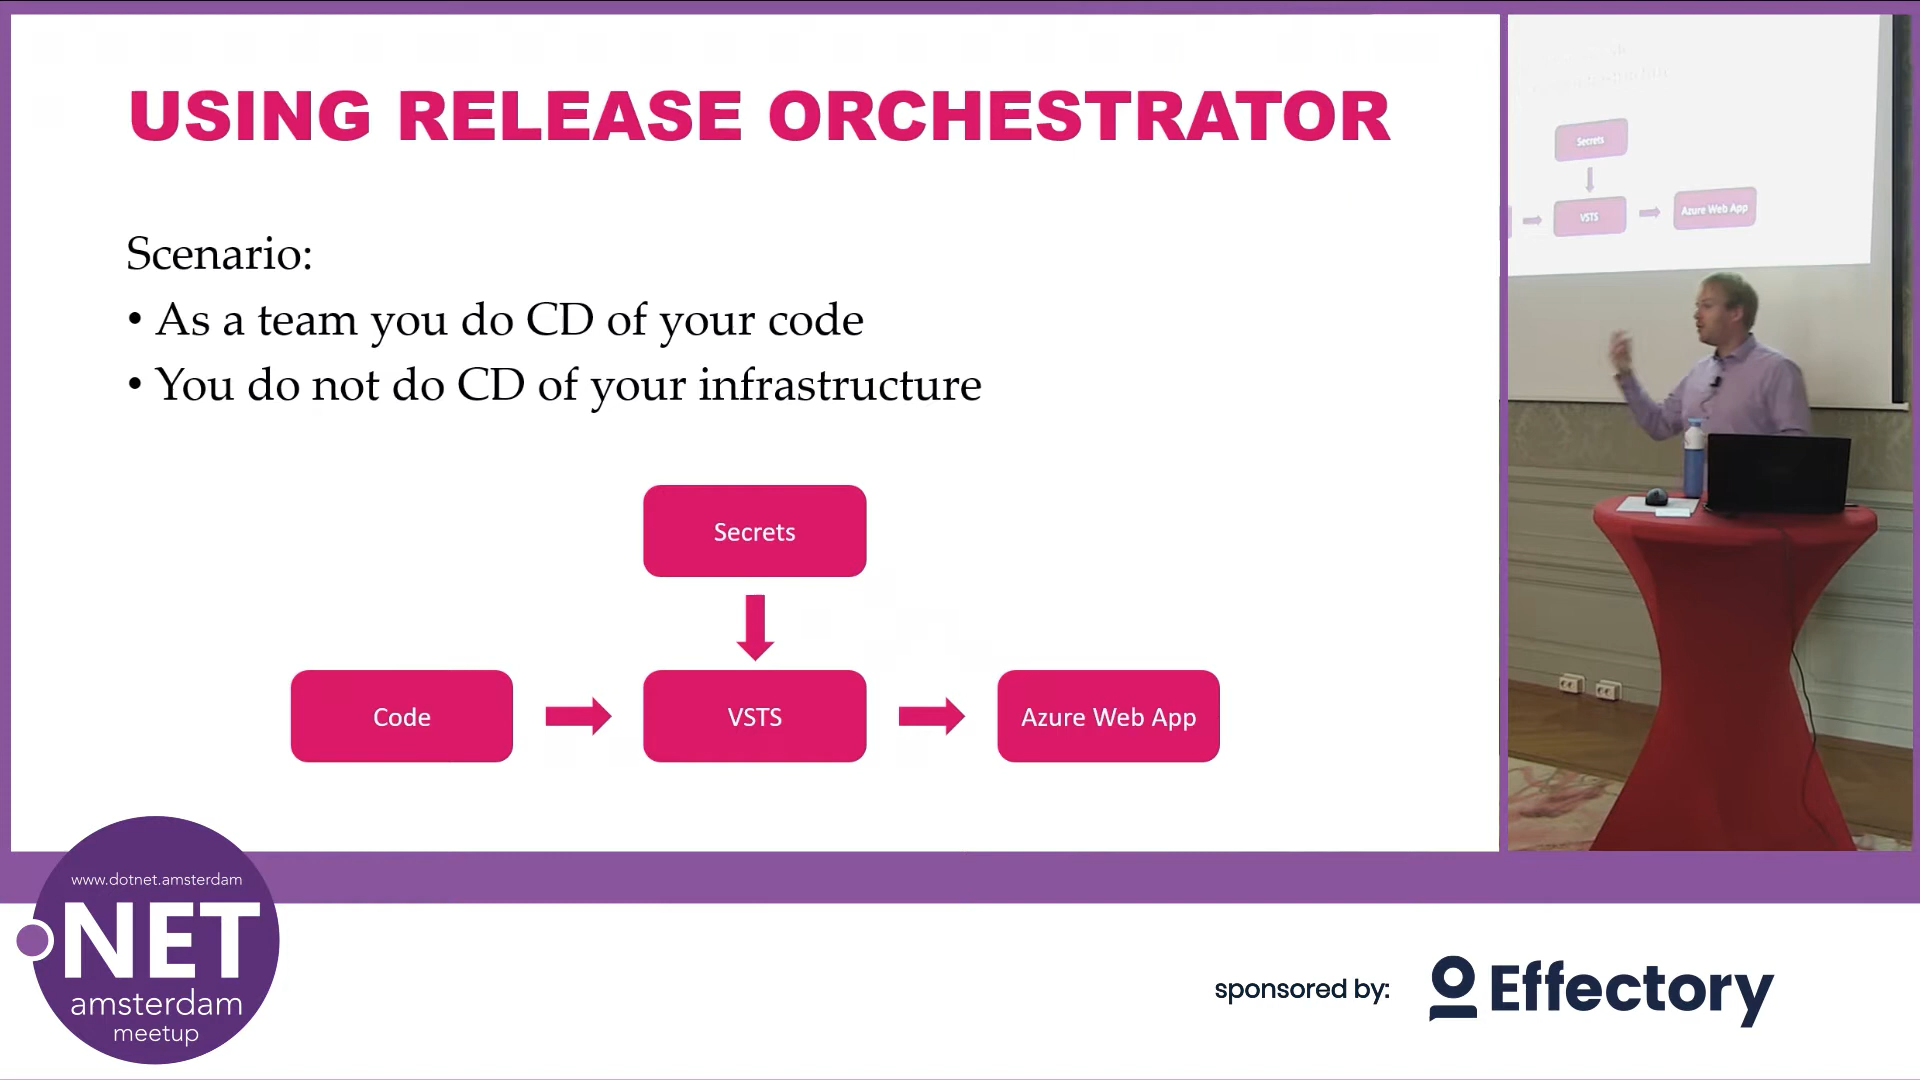 USING RELEASE ORCHESTRATOR
Scenario:
• As a team you do CD of your code
• You do not do CD of your infrastructure
Secrets
Code
VSTS
Azure Web App
Secrets
VSTS
Azure Web App
www.dotnet.amsterdam
.NET
amsterdam
meetup
sponsored by:
Effectory